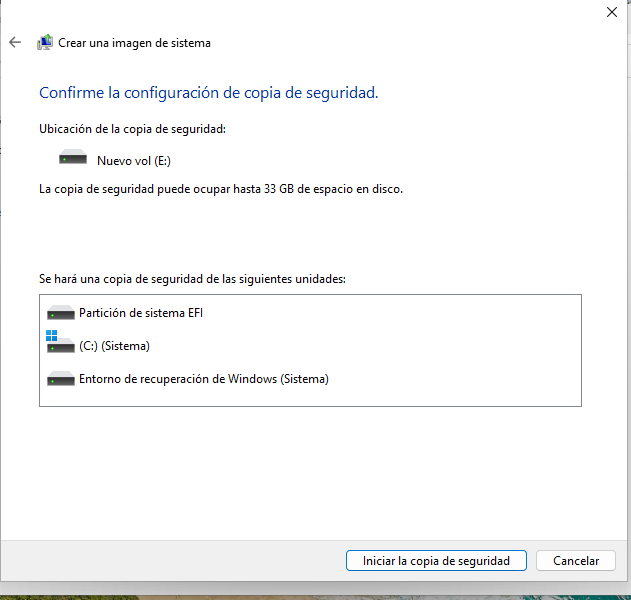 Crear una imagen de sistema
Confirme la configuración de copia de seguridad.
Ubicación de la copia de seguridad:
Nuevo vol (E:)
La copia de seguridad puede ocupar hasta 33 GB de espacio en disco.
Se hará una copia de seguridad de las siguientes unidades:
Partición de sistema EFI
(C:) (Sistema)
Entorno de recuperación de Windows (Sistema)
Iniciar la copia de seguridad
Cancelar